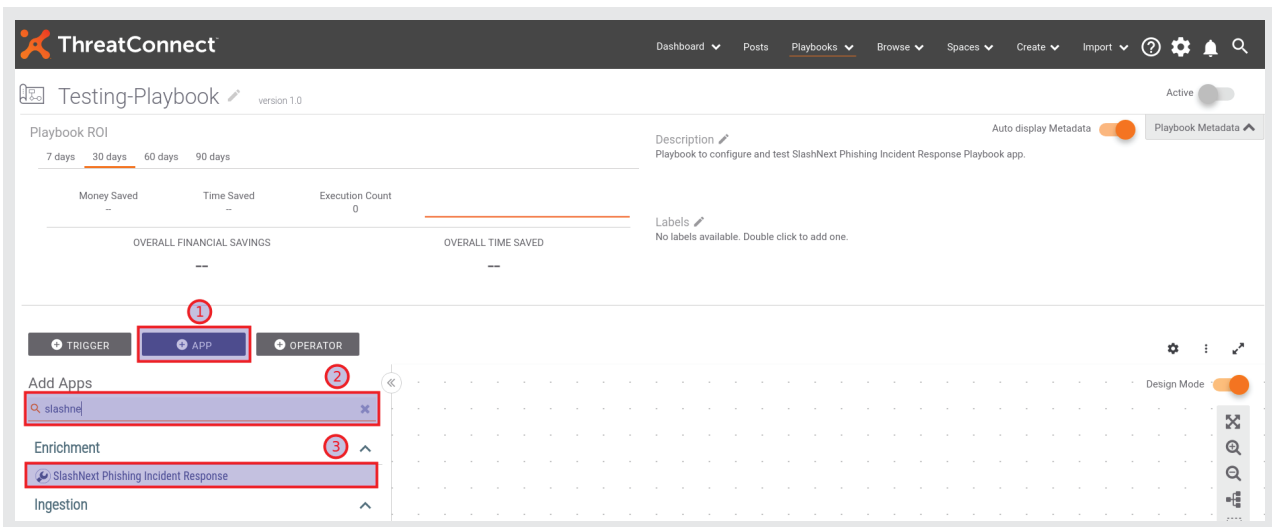 ThreatConnect
Dashboard Posts Playbooks Browse Spaces Create Import
Testing-Playbook version 1.0
Active
Playbook ROI
Auto display Metadata
Playbook Metadata
7 days 30 days 60 days 90 days
Description
Playbook to configure and test SlashNext Phishing Incident Response Playbook app.
Money Saved Time Saved Execution Count
-- -- 0
Labels
No labels available. Double click to add one.
OVERALL FINANCIAL SAVINGS OVERALL TIME SAVED
-- --
1
TRIGGER APP OPERATOR
Add Apps
2
Design Mode
slashne
Enrichment
3
SlashNext Phishing Incident Response
Ingestion